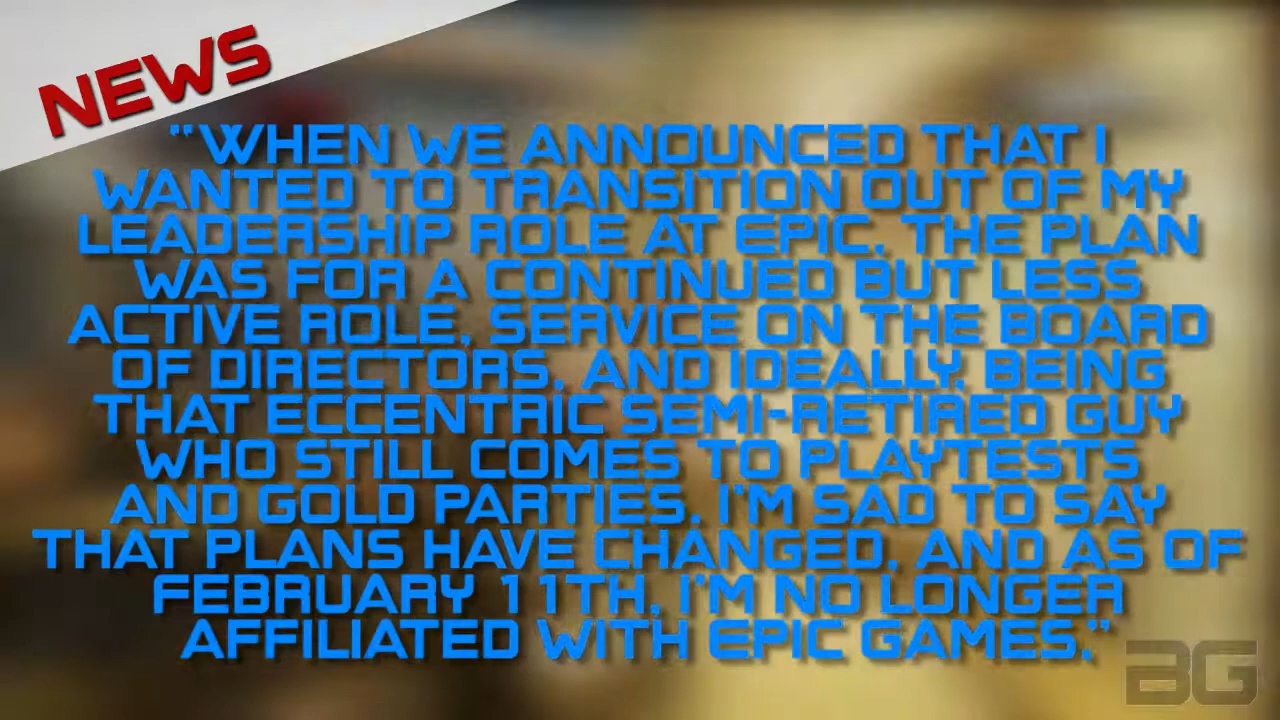 NEWS
"WHEN WE ANNOUNCED THAT I
WANTED TO TRANSITION OUT OF MY
LEADERSHIP ROLE AT EPIC, THE PLAN
WAS FOR A CONTINUED BUT LESS
ACTIVE ROLE, SERVICE ON THE BOARD
OF DIRECTORS, AND IDEALLY, BEING
THAT ECCENTRIC SEMI-RETIRED GUY
WHO STILL COMES TO PLAYTESTS
AND GOLD PARTIES. I'M SAD TO SAY
THAT PLANS HAVE CHANGED, AND AS OF
FEBRUARY 11TH, I'M NO LONGER
AFFILIATED WITH EPIC GAMES."
BG